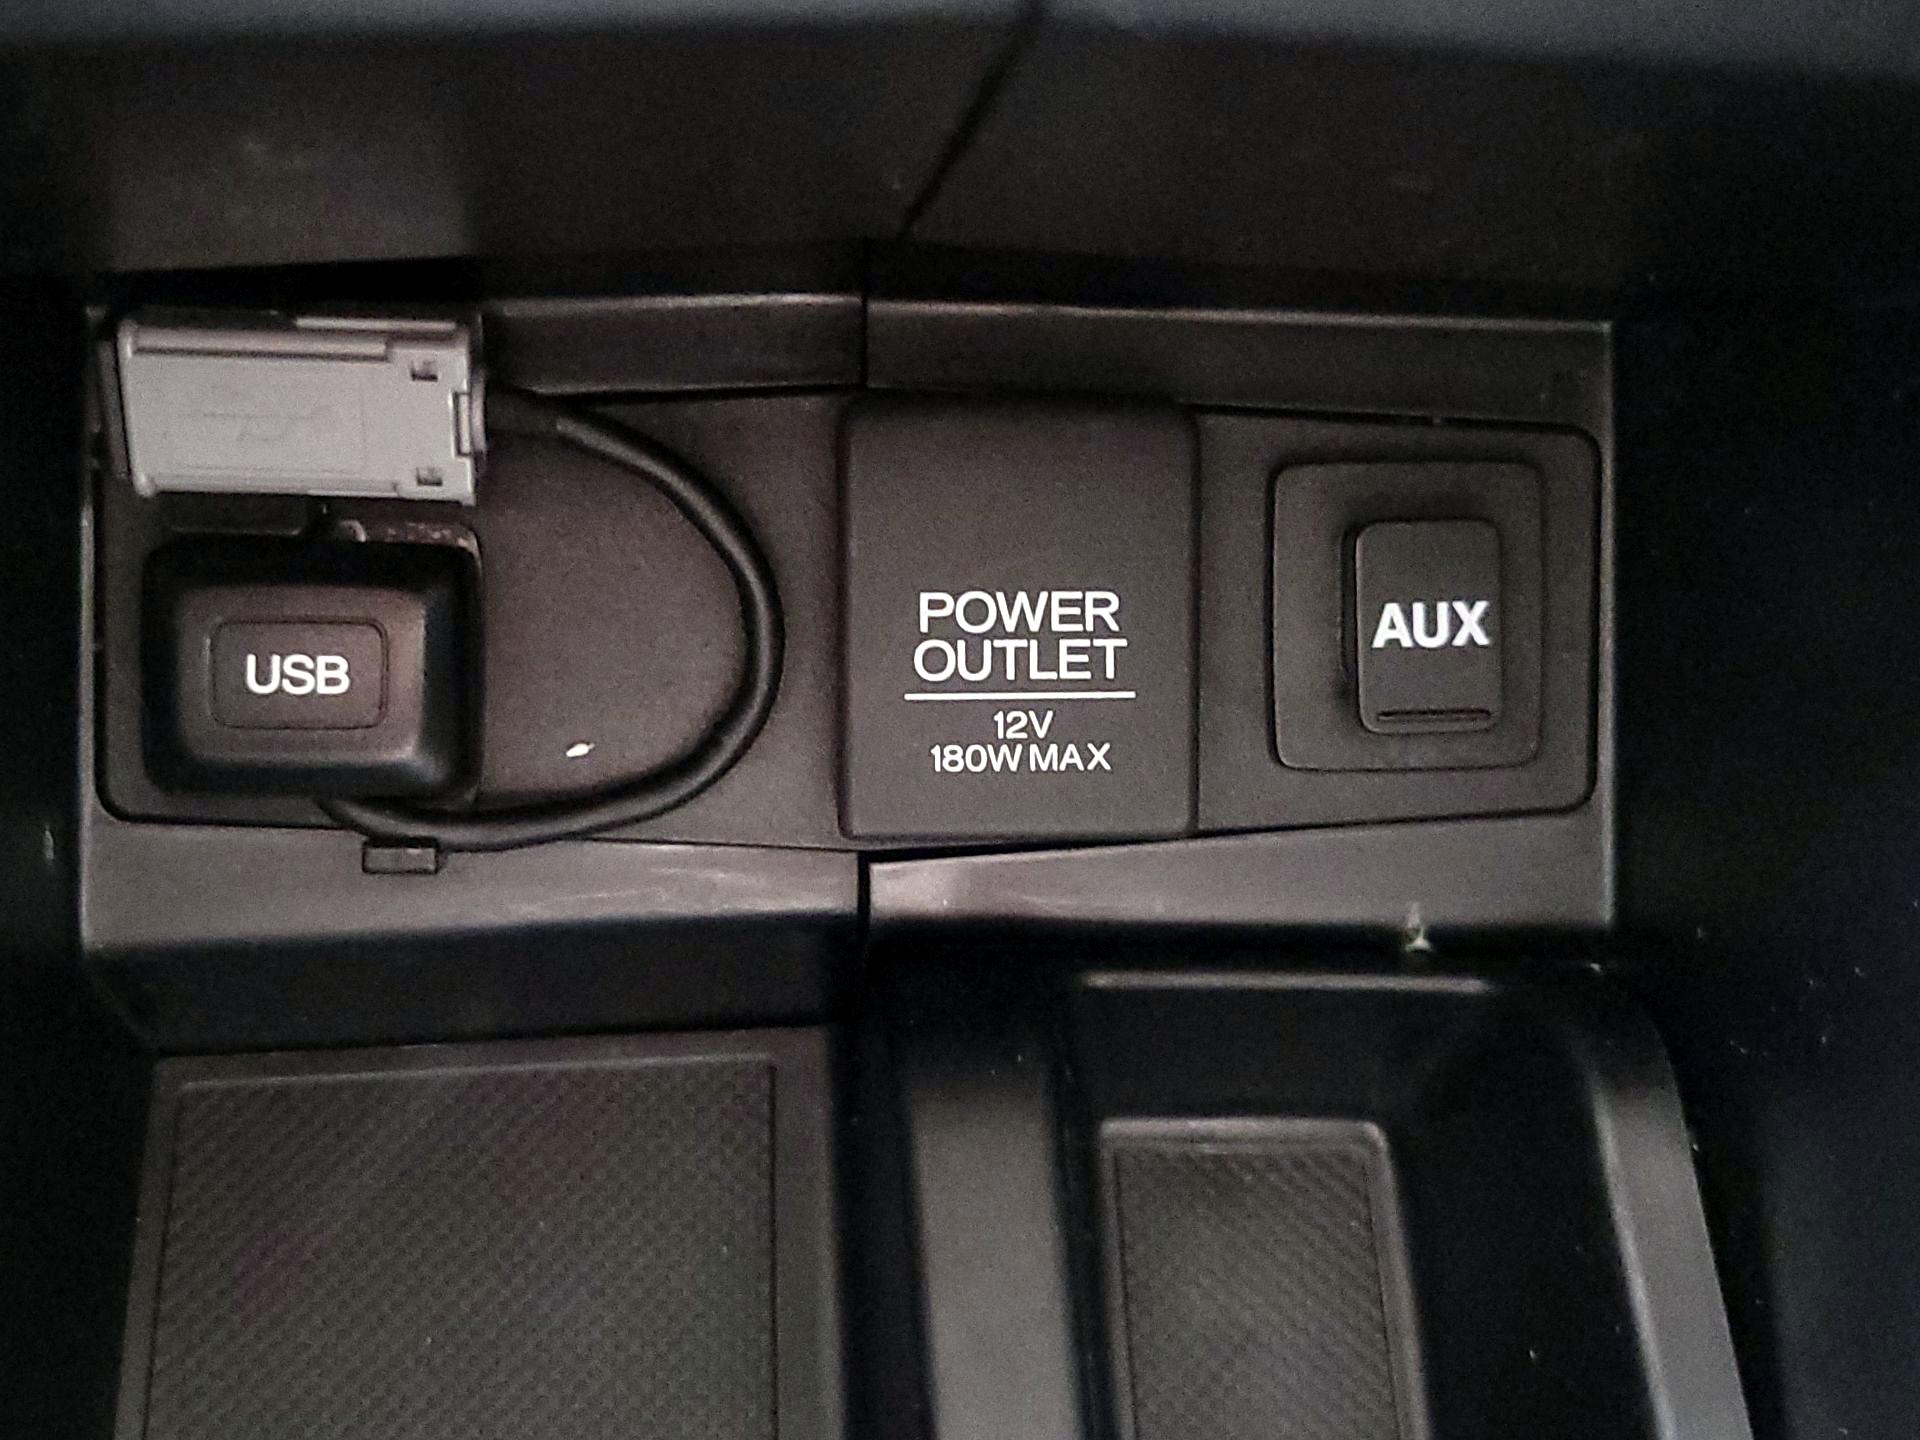 USB
POWER
OUTLET
12V
180W MAX
AUX